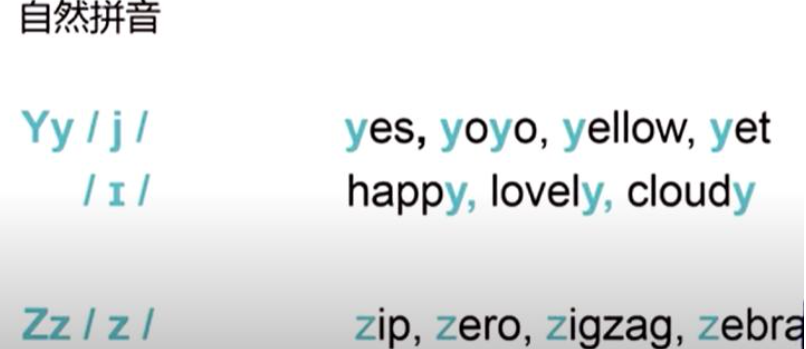 自然拼音
Yy / j / yes, yoyo, yellow, yet
/ ɪ / happy, lovely, cloudy
Zz / z / zip, zero, zigzag, zebra